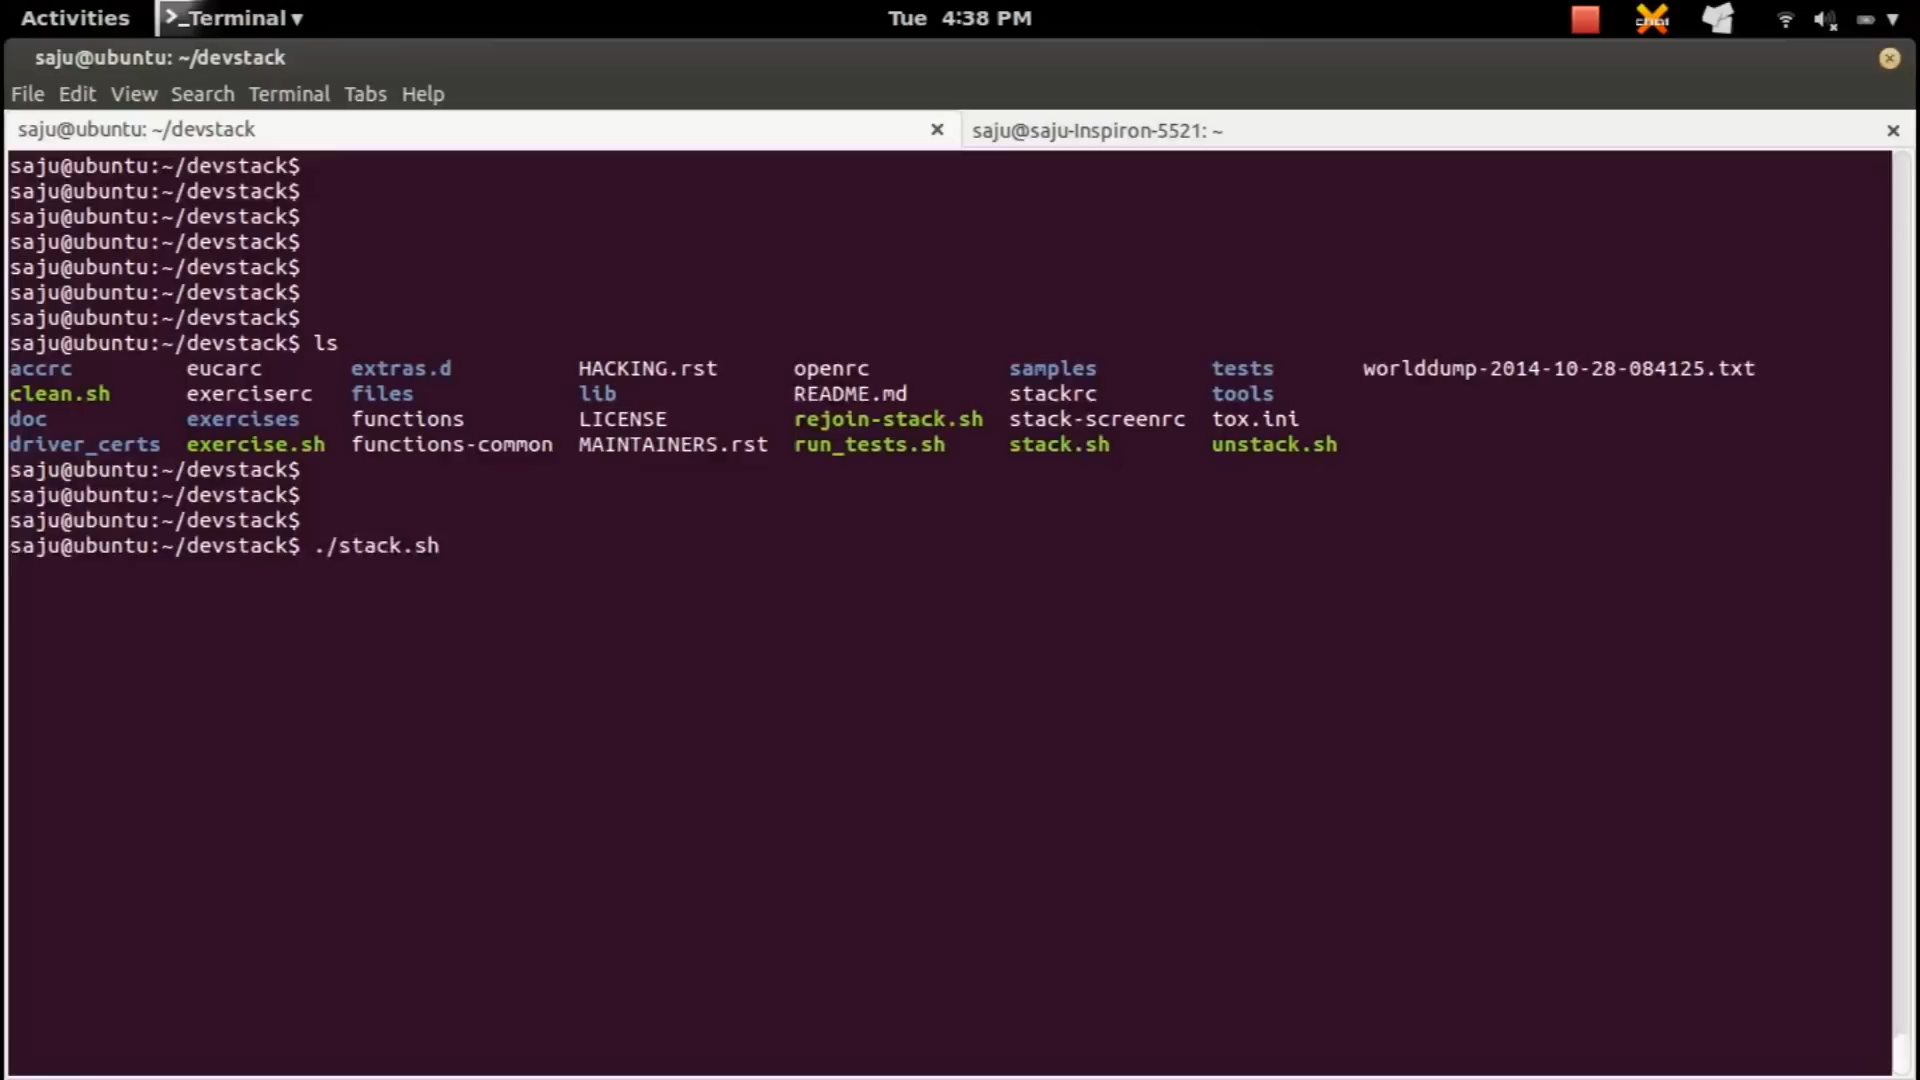 Activities >_Terminal ▾ Tue 4:38 PM
saju@ubuntu: ~/devstack
File Edit View Search Terminal Tabs Help
saju@ubuntu: ~/devstack × saju@saju-Inspiron-5521: ~ ×
saju@ubuntu:~/devstack$
saju@ubuntu:~/devstack$
saju@ubuntu:~/devstack$
saju@ubuntu:~/devstack$
saju@ubuntu:~/devstack$
saju@ubuntu:~/devstack$
saju@ubuntu:~/devstack$
saju@ubuntu:~/devstack$ ls
accrc eucarc extras.d HACKING.rst openrc samples tests worlddump-2014-10-28-084125.txt
clean.sh exerciserc files lib README.md stackrc tools
doc exercises functions LICENSE rejoin-stack.sh stack-screenrc tox.ini
driver_certs exercise.sh functions-common MAINTAINERS.rst run_tests.sh stack.sh unstack.sh
saju@ubuntu:~/devstack$
saju@ubuntu:~/devstack$
saju@ubuntu:~/devstack$
saju@ubuntu:~/devstack$ ./stack.sh